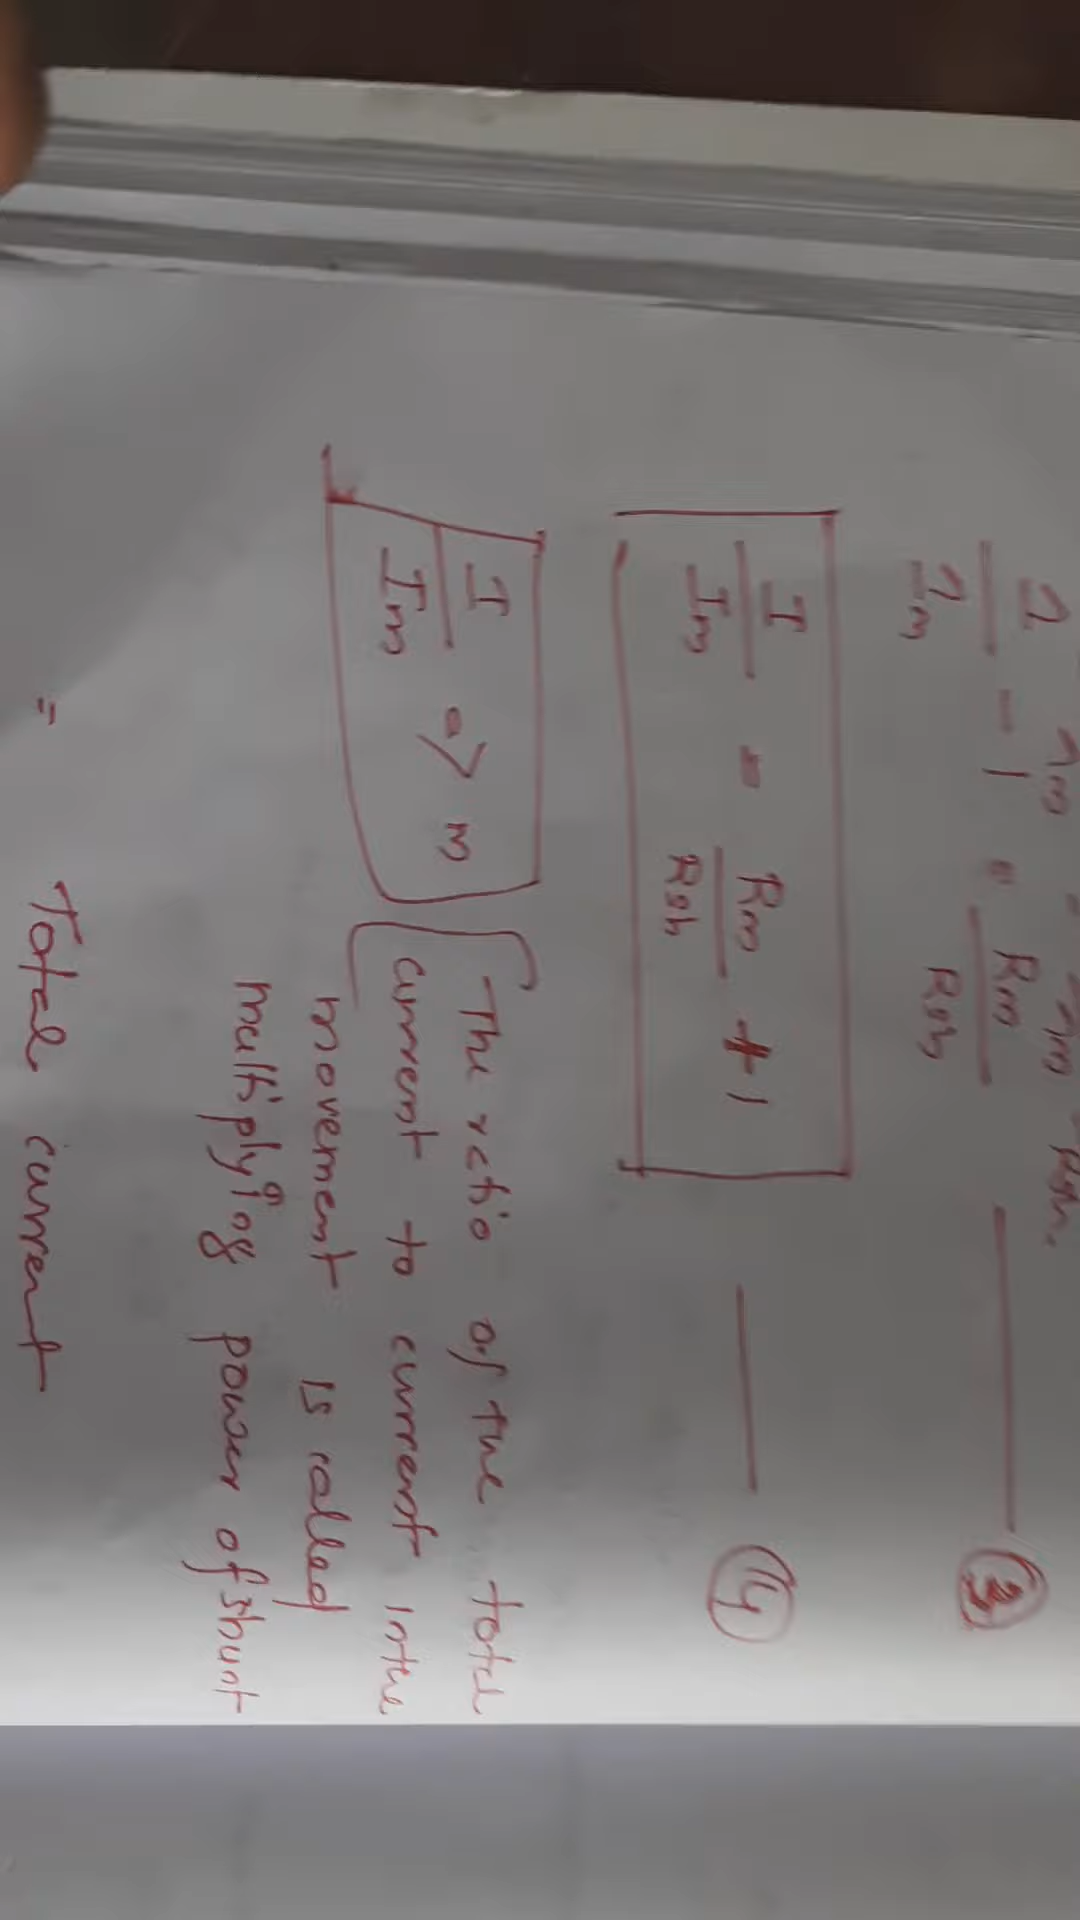 I/Im - 1 = Rm/Rsh — (3)
I/Im = Rm/Rsh + 1 — (4)
I/Im => m (The ratio of the total
current to current in the
movement is called
multiplying power of shunt
= Total current